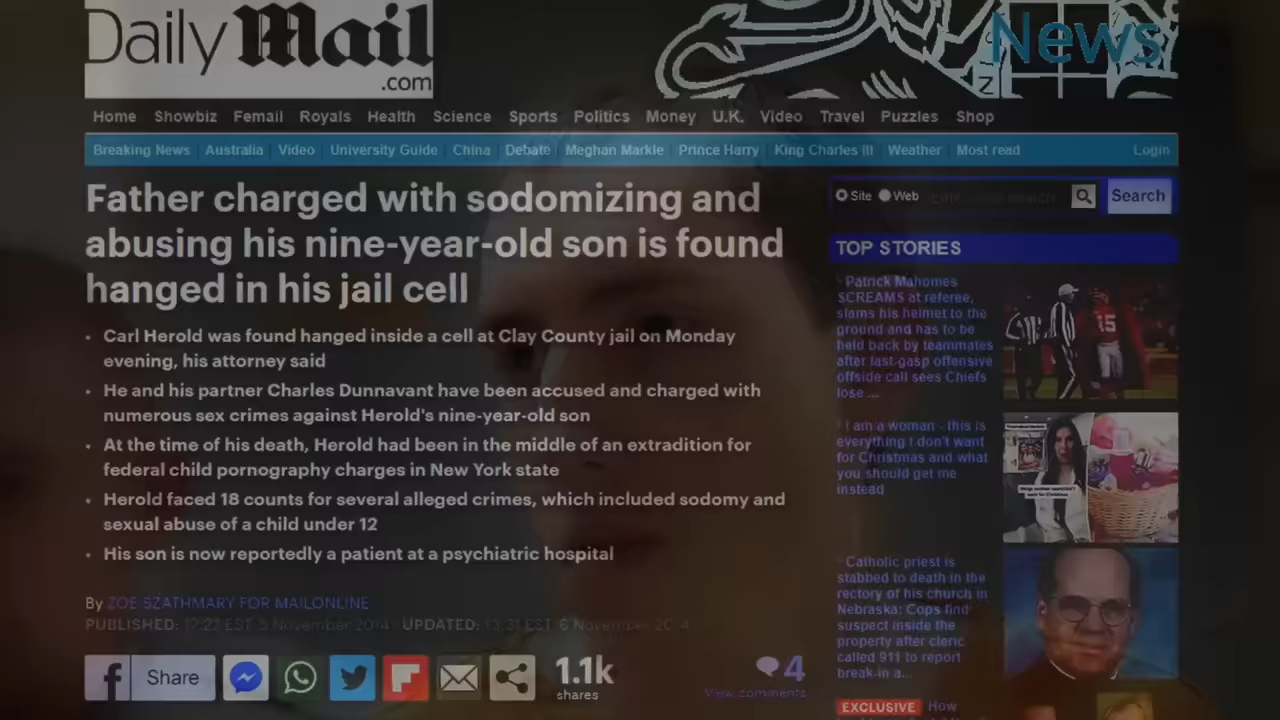 Daily Mail
.com
News
Home Showbiz Femail Royals Health Science Sports Politics Money U.K. Video Travel Puzzles Shop
Breaking News Australia Video University Guide China Debate Meghan Markle Prince Harry King Charles III Weather Most read Login
Father charged with sodomizing and
abusing his nine-year-old son is found
hanged in his jail cell
• Carl Herold was found hanged inside a cell at Clay County jail on Monday
evening, his attorney said
• He and his partner Charles Dunnavant have been accused and charged with
numerous sex crimes against Herold's nine-year-old son
• At the time of his death, Herold had been in the middle of an extradition for
federal child pornography charges in New York state
• Herold faced 18 counts for several alleged crimes, which included sodomy and
sexual abuse of a child under 12
• His son is now reportedly a patient at a psychiatric hospital
By ZOE SZATHMARY FOR MAILONLINE
PUBLISHED: 17:22 EST, 5 November 2014 UPDATED: EST, 6 November
Share
1.1k
shares
4
View comments
Site Web Search
TOP STORIES
Patrick Mahomes
SCREAMS at referee,
slams his helmet to the
ground and has to be
held back by teammates
after last-gasp offensive
offside call sees Chiefs
lose ...
15
'I am a woman - this is
everything I don't want
for Christmas and what
you should get me
instead
Catholic priest is
stabbed to death in the
rectory of his church in
Nebraska: Cops find
suspect inside the
property after cleric
called 911 to report
break-in a...
EXCLUSIVE How